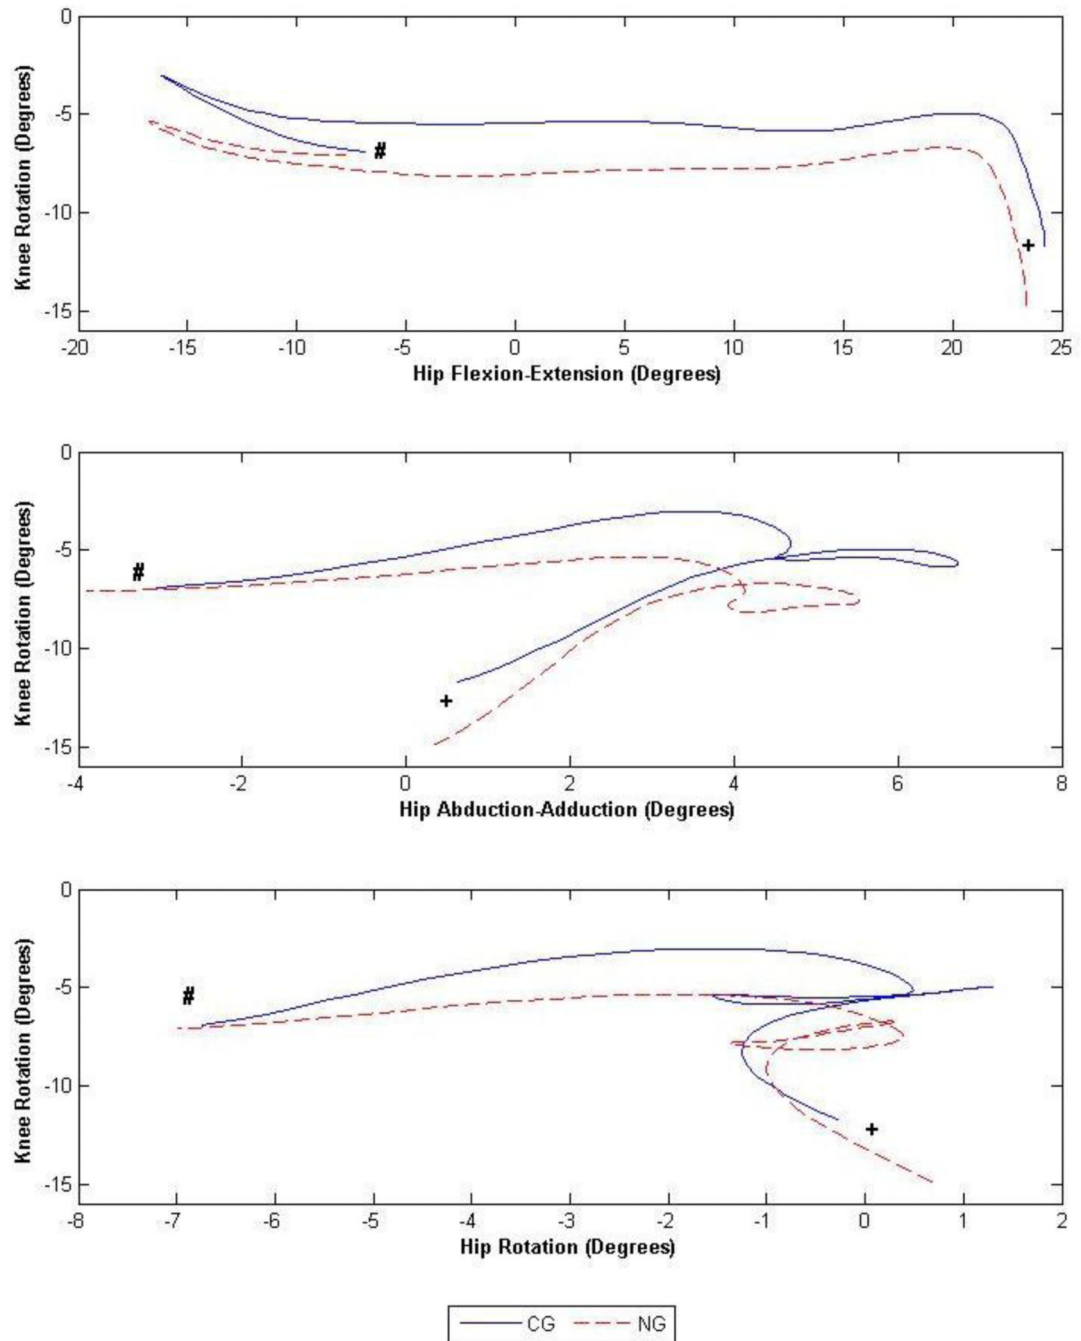 0
-5
-10
-15
Knee Rotation (Degrees)
#
+
-20 -15 -10 -5 0 5 10 15 20 25
Hip Flexion-Extension (Degrees)
0
-5
-10
-15
Knee Rotation (Degrees)
#
+
-4 -2 0 2 4 6 8
Hip Abduction-Adduction (Degrees)
0
-5
-10
-15
Knee Rotation (Degrees)
#
+
-8 -7 -6 -5 -4 -3 -2 -1 0 1 2
Hip Rotation (Degrees)
CG NG